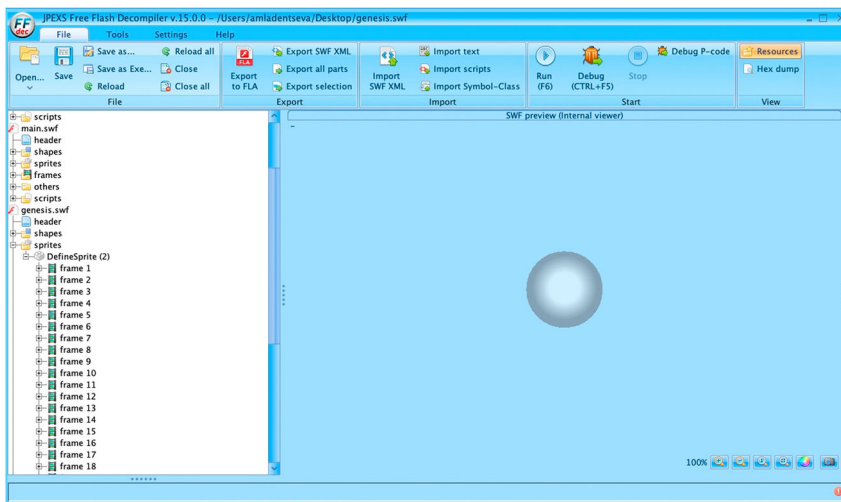 JPEXS Free Flash Decompiler v.15.0.0 - /Users/amladentseva/Desktop/genesis.swf
FF
dec
File Tools Settings Help
Open...
Save
Save as...
Save as Exe...
Reload
Reload all
Close
Close all
File
FLA
Export
to FLA
Export SWF XML
Export all parts
Export selection
Export
Import
SWF XML
Import text
Import scripts
Import Symbol-Class
Import
Run
(F6)
Debug
(CTRL+F5)
Stop
Debug P-code
Start
Resources
Hex dump
View
scripts
main.swf
header
shapes
sprites
frames
others
scripts
genesis.swf
header
shapes
sprites
DefineSprite (2)
frame 1
frame 2
frame 3
frame 4
frame 5
frame 6
frame 7
frame 8
frame 9
frame 10
frame 11
frame 12
frame 13
frame 14
frame 15
frame 16
frame 17
frame 18
SWF preview (Internal viewer)
100%